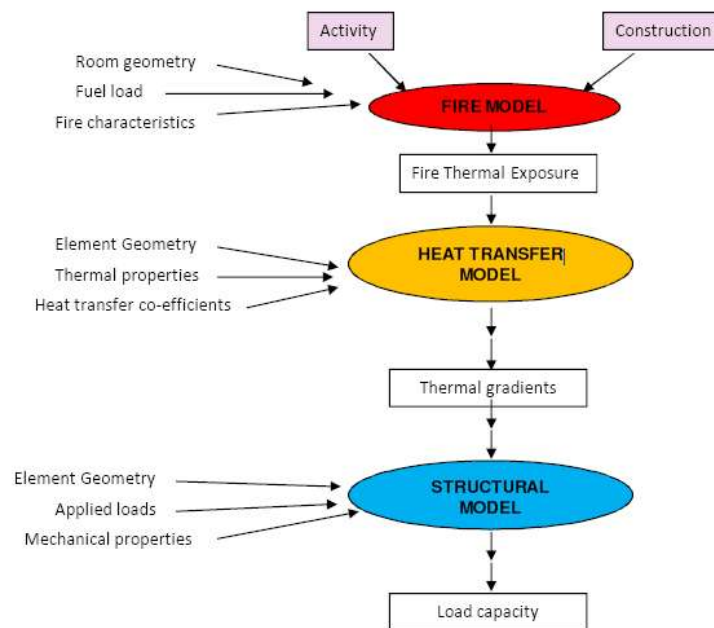 Activity
Construction
Room geometry
Fuel load
Fire characteristics
FIRE MODEL
Fire Thermal Exposure
Element Geometry
Thermal properties
Heat transfer co-efficients
HEAT TRANSFER
MODEL
Thermal gradients
Element Geometry
Applied loads
Mechanical properties
STRUCTURAL
MODEL
Load capacity